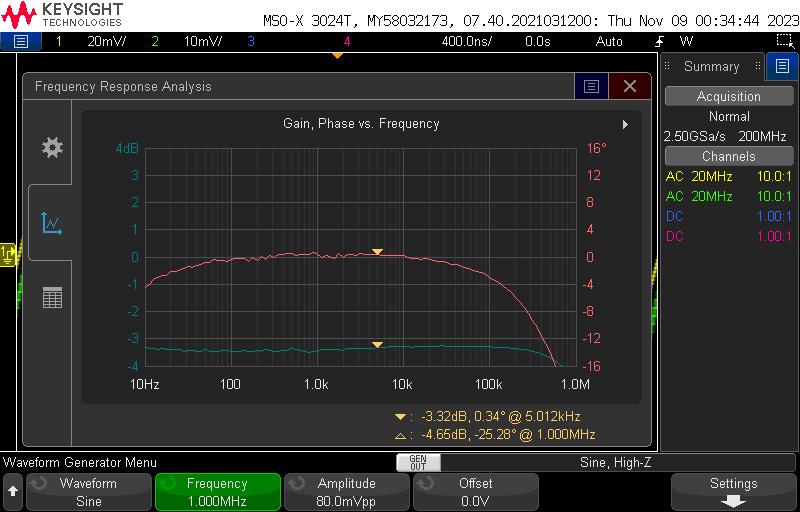 KEYSIGHT
TECHNOLOGIES
MSO-X 3024T, MY58032173, 07.40.2021031200: Thu Nov 09 00:34:44 2023
1 20mV/ 2 10mV/ 3 4 400.0ns/ 0.0s Auto W
Summary
Frequency Response Analysis
Acquisition
Normal
2.50GSa/s 200MHz
Channels
AC 20MHz 10.0:1
AC 20MHz 10.0:1
DC 1.00:1
DC 1.00:1
Gain, Phase vs. Frequency
4dB 16°
3 12
2 8
1 4
0 0
-1 -4
-2 -8
-3 -12
-4 -16
10Hz 100 1.0k 10k 100k 1.0M
: -3.32dB, 0.34° @ 5.012kHz
: -4.65dB, -25.28° @ 1.000MHz
1
Waveform Generator Menu
GEN
OUT
Sine, High-Z
Waveform
Sine
Frequency
1.000MHz
Amplitude
80.0mVpp
Offset
0.0V
Settings